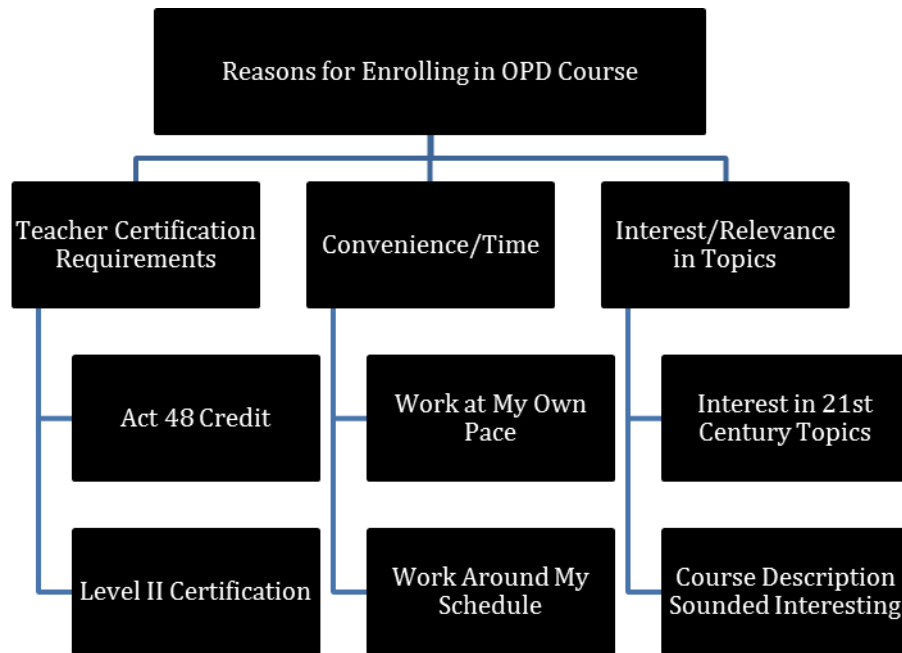 Reasons for Enrolling in OPD Course
Teacher Certification
Requirements
Convenience/Time
Interest/Relevance
in Topics
Act 48 Credit
Work at My Own
Pace
Interest in 21st
Century Topics
Level II Certification
Work Around My
Schedule
Course Description
Sounded Interesting